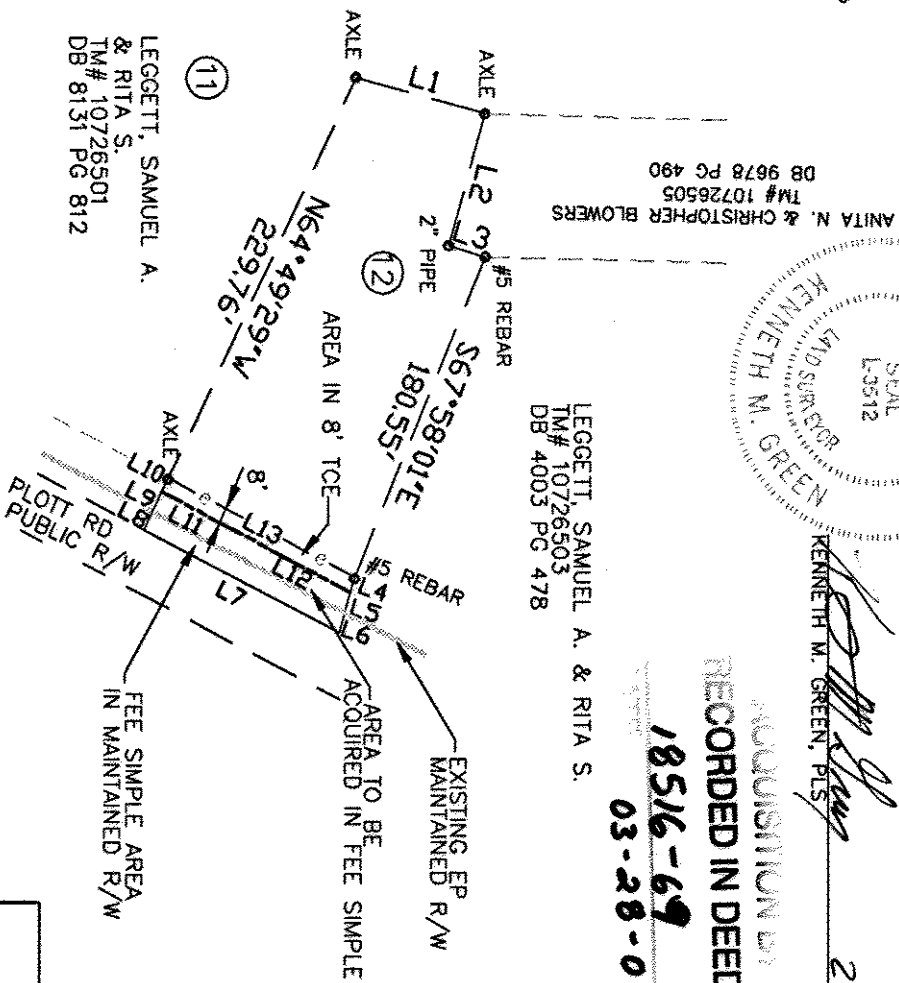 SEAL
L-3512
LAND SURVEYOR
KENNETH M. GREEN
KENNETH M. GREEN, PLS
2
ACQUISITION BY
RECORDED IN DEED
18516-69
03-28-0
ANITA N. & CHRISTOPHER BLOWERS
TM# 10726505
DB 9678 PG 490
LEGGETT, SAMUEL A. & RITA S.
TM# 10726503
DB 4003 PG 478
AXLE
AXLE
L1
L2
L3
2" PIPE
#5 REBAR
11
LEGGETT, SAMUEL A.
& RITA S.
TM# 10726501
DB 8131 PG 812
12
N64°49'29"W
229.76'
S67°58'01"E
180.55'
AREA IN 8' TCE
AXLE
8'
e
L13
e
#5 REBAR
L4
L5
L6
L10
L9
L8
L11
L12
L7
PLOTT RD
PUBLIC R/W
EXISTING EP
MAINTAINED R/W
AREA TO BE
ACQUIRED IN FEE SIMPLE
FEE SIMPLE AREA
IN MAINTAINED R/W